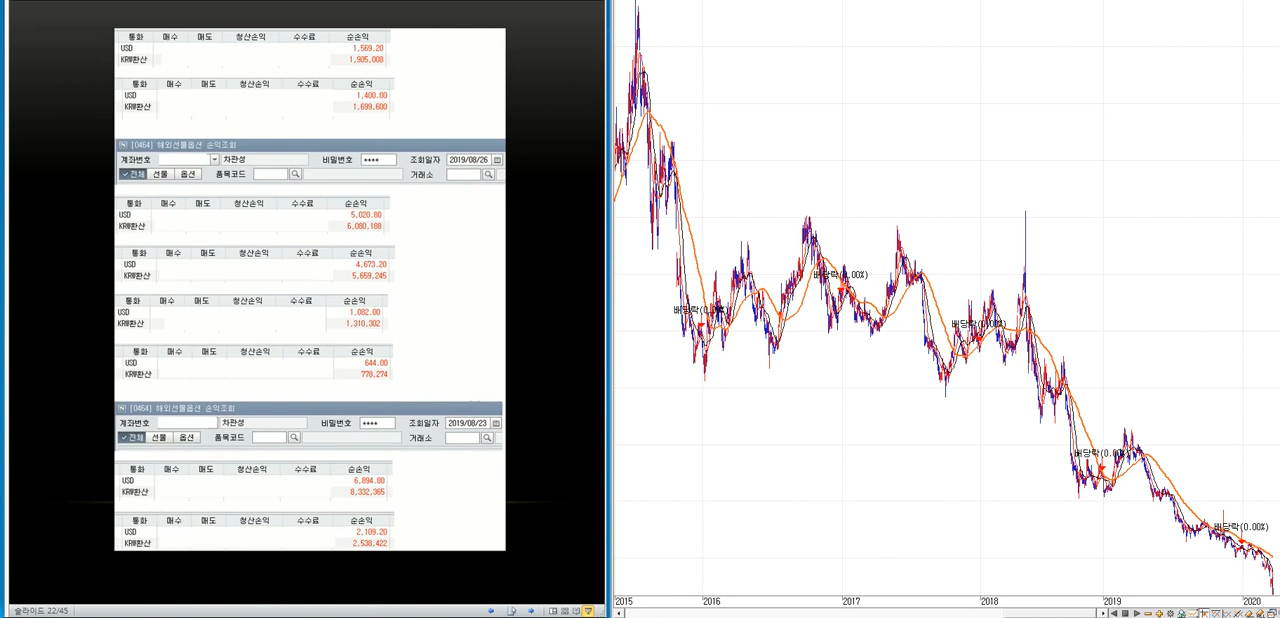 통화 매수 매도 청산손익 수수료 순손익
USD 1,569.20
KRW환산 1,905,008
통화 매수 매도 청산손익 수수료 순손익
USD 1,400.00
KRW환산 1,699,600
[0464] 해외선물옵션 손익조회
계좌번호 차관성 비밀번호 **** 조회일자 2019/08/26
전체 선물 옵션 품목코드 거래소
통화 매수 매도 청산손익 수수료 순손익
USD 5,020.80
KRW환산 6,080,188
통화 매수 매도 청산손익 수수료 순손익
USD 4,673.20
KRW환산 5,659,245
통화 매수 매도 청산손익 수수료 순손익
USD 1,082.00
KRW환산 1,310,302
통화 매수 매도 청산손익 수수료 순손익
USD 644.00
KRW환산 778,274
[0464] 해외선물옵션 손익조회
계좌번호 차관성 비밀번호 **** 조회일자 2019/08/23
전체 선물 옵션 품목코드 거래소
통화 매수 매도 청산손익 수수료 순손익
USD 6,894.80
KRW환산 8,332,365
통화 매수 매도 청산손익 수수료 순손익
USD 2,109.20
KRW환산 2,538,422
슬라이드 22/45
배당락(0.00%)
배당락(0.00%)
배당락(0.00%)
배당락(0.00%)
배당락(0.00%)
2015 2016 2017 2018 2019 2020